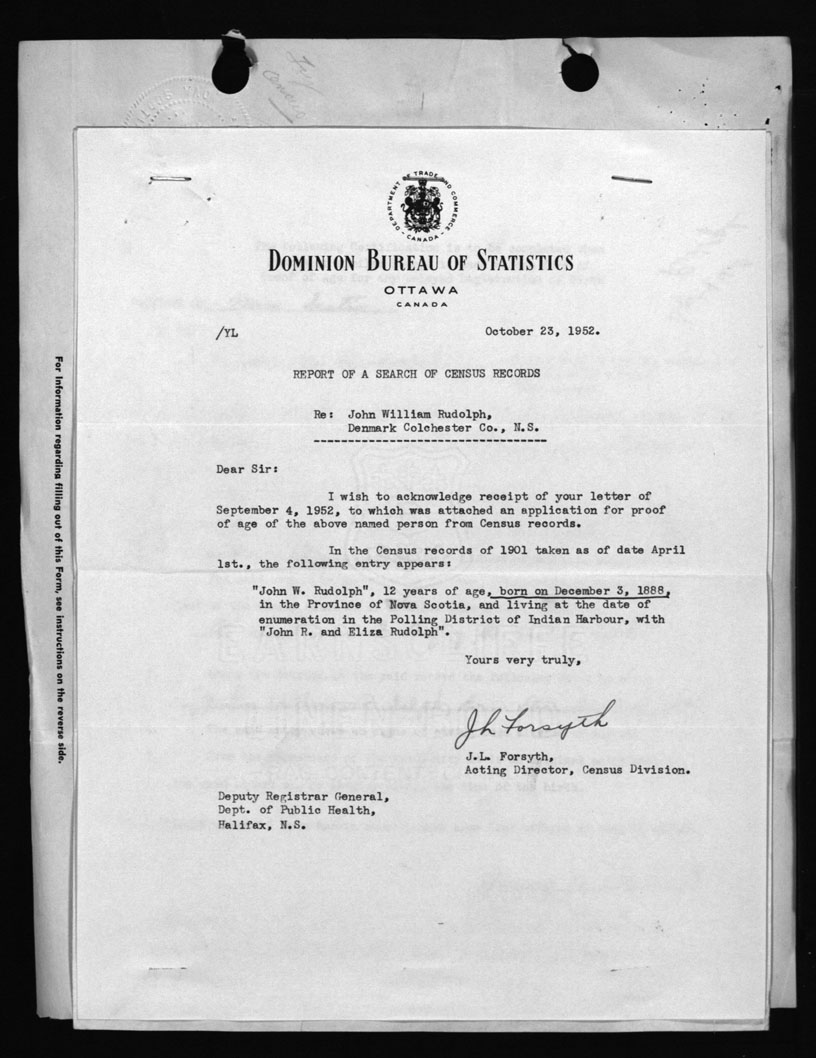 Try
Census
DEPARTMENT OF TRADE AND COMMERCE
CANADA
DOMINION BUREAU OF STATISTICS
OTTAWA
CANADA
/YL
October 23, 1952.
REPORT OF A SEARCH OF CENSUS RECORDS
Re: John William Rudolph,
Denmark Colchester Co., N.S.
Dear Sir:
I wish to acknowledge receipt of your letter of
September 4, 1952, to which was attached an application for proof
of age of the above named person from Census records.
In the Census records of 1901 taken as of date April
1st., the following entry appears:
"John W. Rudolph", 12 years of age, born on December 3, 1888,
in the Province of Nova Scotia, and living at the date of
enumeration in the Polling District of Indian Harbour, with
"John R. and Eliza Rudolph".
Yours very truly,
JL Forsyth
J.L. Forsyth,
Acting Director, Census Division.
Deputy Registrar General,
Dept. of Public Health,
Halifax, N.S.
For Information regarding filling out of this Form, see instructions on the reverse side.